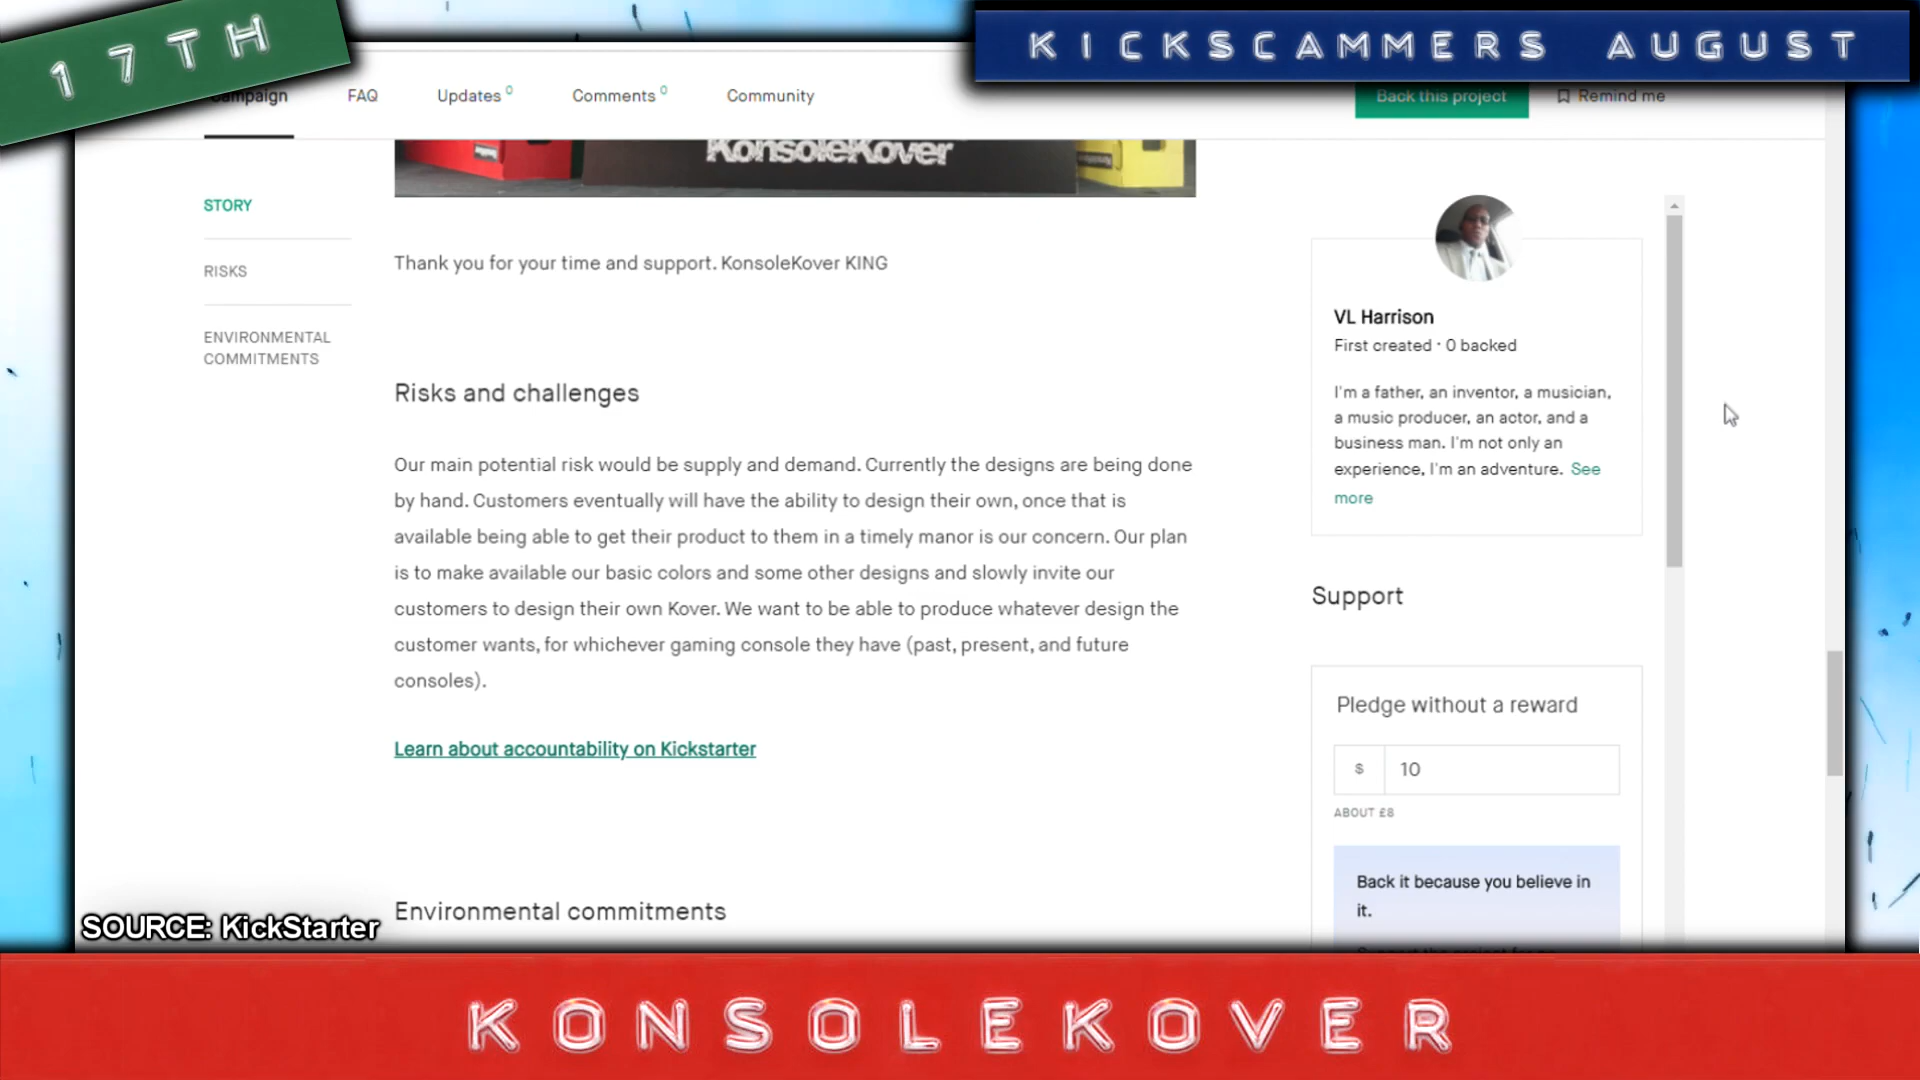 17TH
KICKSCAMMERS AUGUST
Campaign
FAQ
Updates 0
Comments 0
Community
Back this project
Remind me
KonsoleKover
STORY
RISKS
ENVIRONMENTAL
COMMITMENTS
Thank you for your time and support. KonsoleKover KING
Risks and challenges
Our main potential risk would be supply and demand. Currently the designs are being done
by hand. Customers eventually will have the ability to design their own, once that is
available being able to get their product to them in a timely manor is our concern. Our plan
is to make available our basic colors and some other designs and slowly invite our
customers to design their own Kover. We want to be able to produce whatever design the
customer wants, for whichever gaming console they have (past, present, and future
consoles).
Learn about accountability on Kickstarter
Environmental commitments
VL Harrison
First created · 0 backed
I'm a father, an inventor, a musician,
a music producer, an actor, and a
business man. I'm not only an
experience, I'm an adventure. See
more
Support
Pledge without a reward
$ 10
ABOUT £8
Back it because you believe in
it.
SOURCE: KickStarter
KONSOLEKOVER